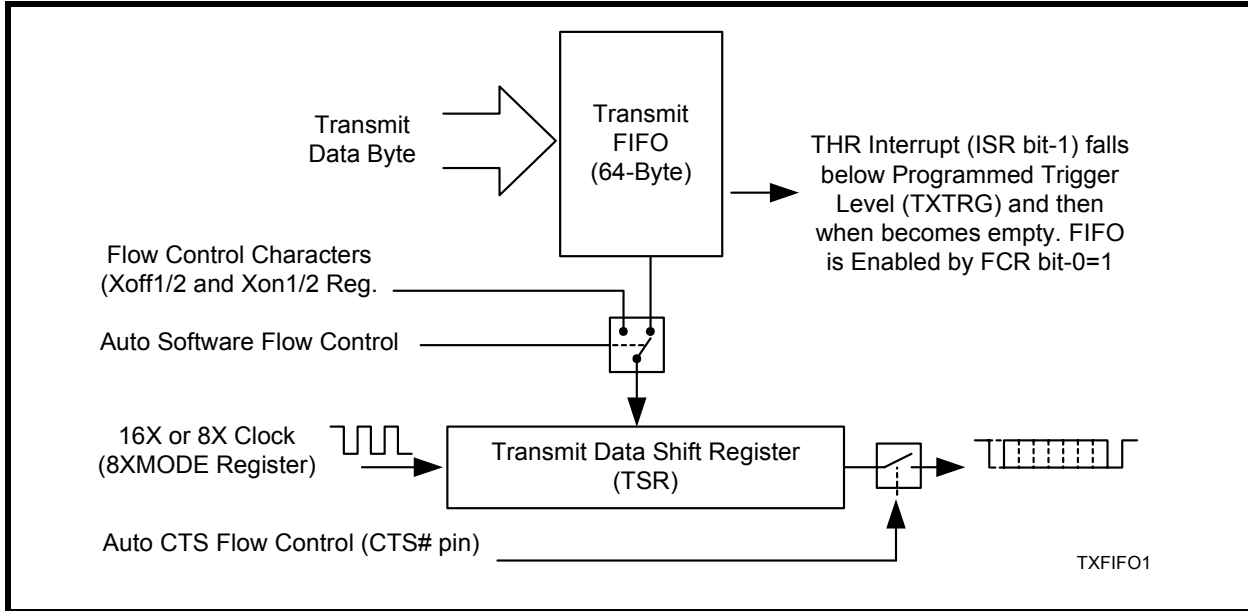 Transmit
FIFO
(64-Byte)
Transmit
Data Byte
THR Interrupt (ISR bit-1) falls
below Programmed Trigger
Level (TXTRG) and then
when becomes empty. FIFO
is Enabled by FCR bit-0=1
Flow Control Characters
(Xoff1/2 and Xon1/2 Reg.
Auto Software Flow Control
16X or 8X Clock
(8XMODE Register)
Transmit Data Shift Register
(TSR)
Auto CTS Flow Control (CTS# pin)
TXFIFO1